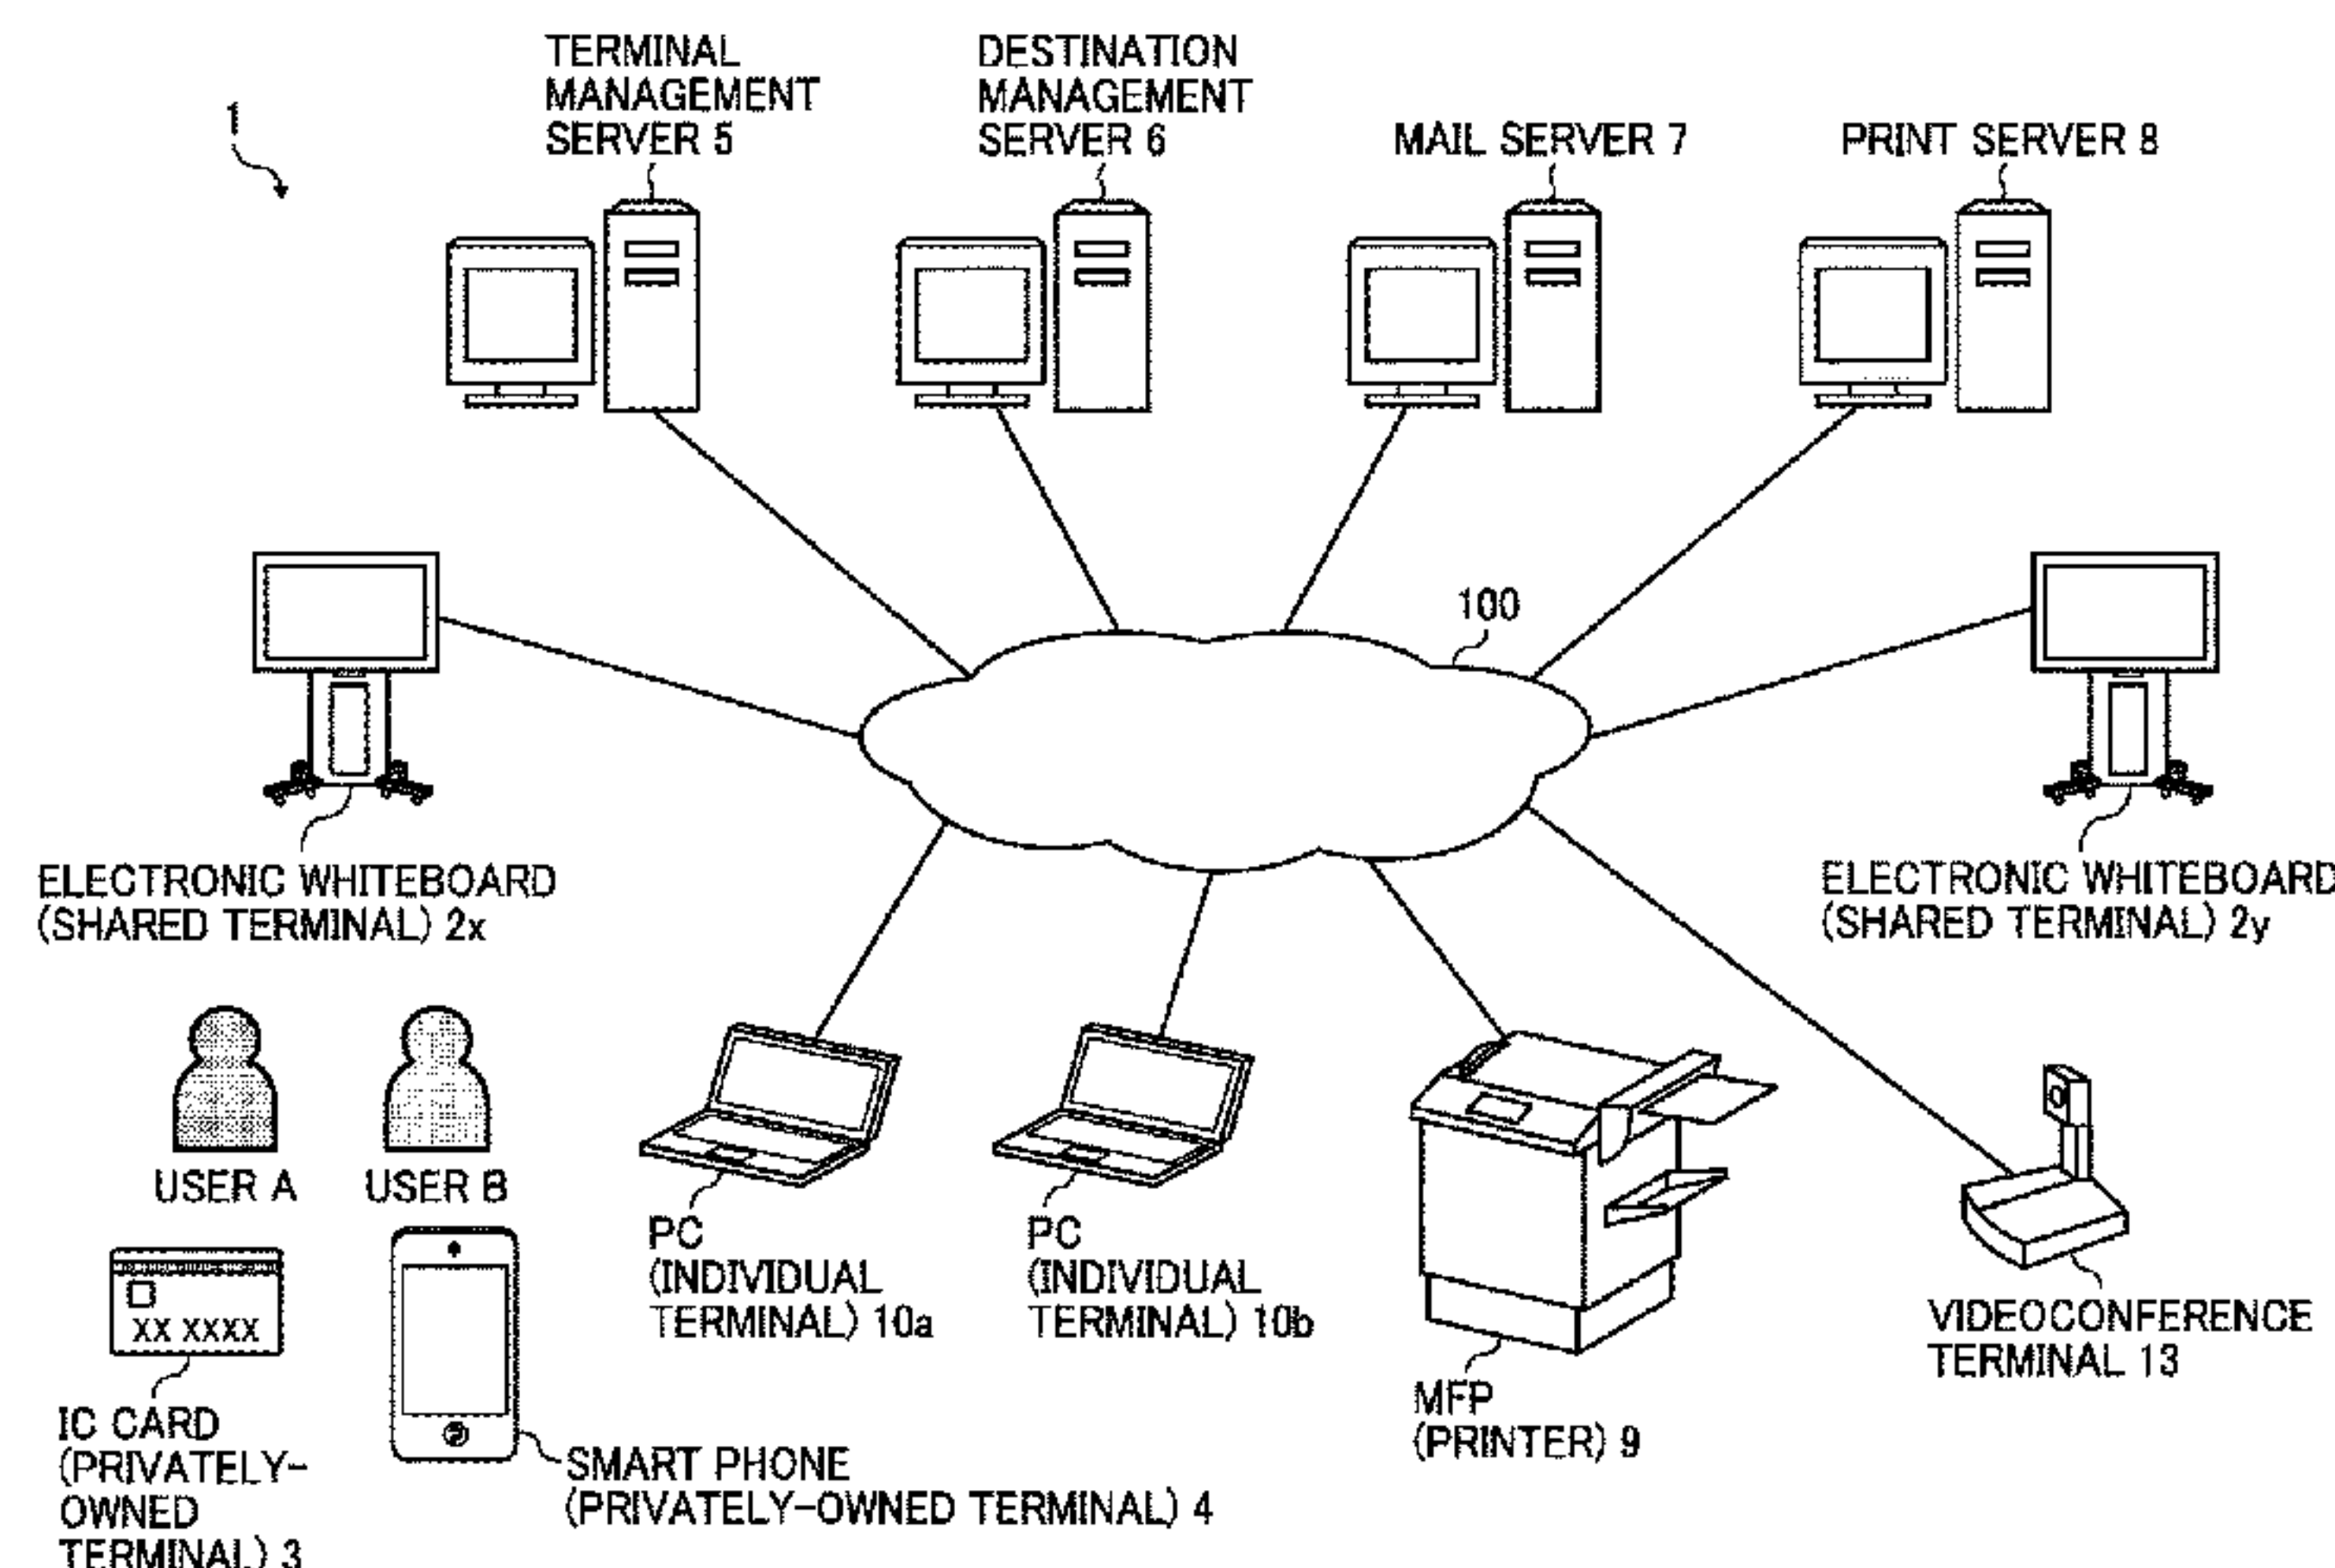 1
TERMINAL
MANAGEMENT
SERVER 5
DESTINATION
MANAGEMENT
SERVER 6
MAIL SERVER 7
PRINT SERVER 8
100
ELECTRONIC WHITEBOARD
(SHARED TERMINAL) 2x
ELECTRONIC WHITEBOARD
(SHARED TERMINAL) 2y
USER A
USER B
XX XXXX
IC CARD
(PRIVATELY-
OWNED
TERMINAL) 3
SMART PHONE
(PRIVATELY-OWNED TERMINAL) 4
PC
(INDIVIDUAL
TERMINAL) 10a
PC
(INDIVIDUAL
TERMINAL) 10b
MFP
(PRINTER) 9
VIDEOCONFERENCE
TERMINAL 13